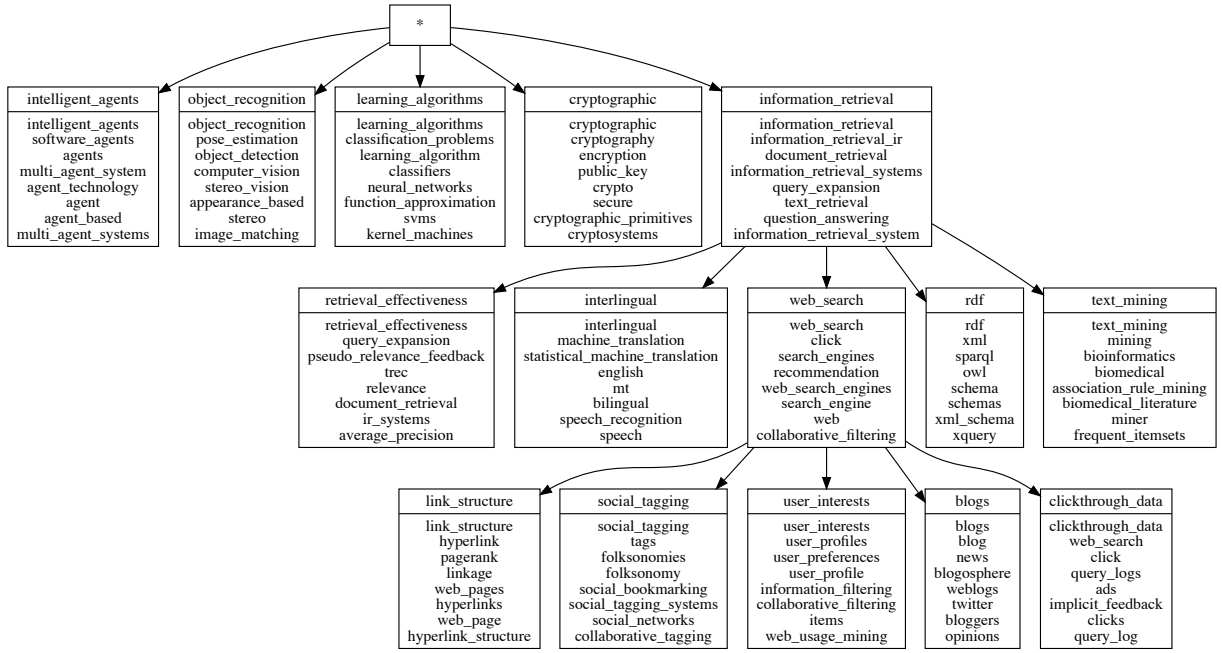 *
intelligent_agents
intelligent_agents
software_agents
agents
multi_agent_system
agent_technology
agent
agent_based
multi_agent_systems
object_recognition
object_recognition
pose_estimation
object_detection
computer_vision
stereo_vision
appearance_based
stereo
image_matching
learning_algorithms
learning_algorithms
classification_problems
learning_algorithm
classifiers
neural_networks
function_approximation
svms
kernel_machines
cryptographic
cryptographic
cryptography
encryption
public_key
crypto
secure
cryptographic_primitives
cryptosystems
information_retrieval
information_retrieval
information_retrieval_ir
document_retrieval
information_retrieval_systems
query_expansion
text_retrieval
question_answering
information_retrieval_system
retrieval_effectiveness
retrieval_effectiveness
query_expansion
pseudo_relevance_feedback
trec
relevance
document_retrieval
ir_systems
average_precision
interlingual
interlingual
machine_translation
statistical_machine_translation
english
mt
bilingual
speech_recognition
speech
web_search
web_search
click
search_engines
recommendation
web_search_engines
search_engine
web
collaborative_filtering
rdf
rdf
xml
sparql
owl
schema
schemas
xml_schema
xquery
text_mining
text_mining
mining
bioinformatics
biomedical
association_rule_mining
biomedical_literature
miner
frequent_itemsets
link_structure
link_structure
hyperlink
pagerank
linkage
web_pages
hyperlinks
web_page
hyperlink_structure
social_tagging
social_tagging
tags
folksonomies
folksonomy
social_bookmarking
social_tagging_systems
social_networks
collaborative_tagging
user_interests
user_interests
user_profiles
user_preferences
user_profile
information_filtering
collaborative_filtering
items
web_usage_mining
blogs
blogs
blog
news
blogosphere
weblogs
twitter
bloggers
opinions
clickthrough_data
clickthrough_data
web_search
click
query_logs
ads
implicit_feedback
clicks
query_log